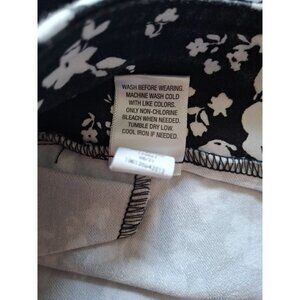 WASH BEFORE WEARING.
MACHINE WASH COLD
WITH LIKE COLORS.
ONLY NON-CHLORINE
BLEACH WHEN NEEDED.
TUMBLE DRY LOW.
COOL IRON IF NEEDED.